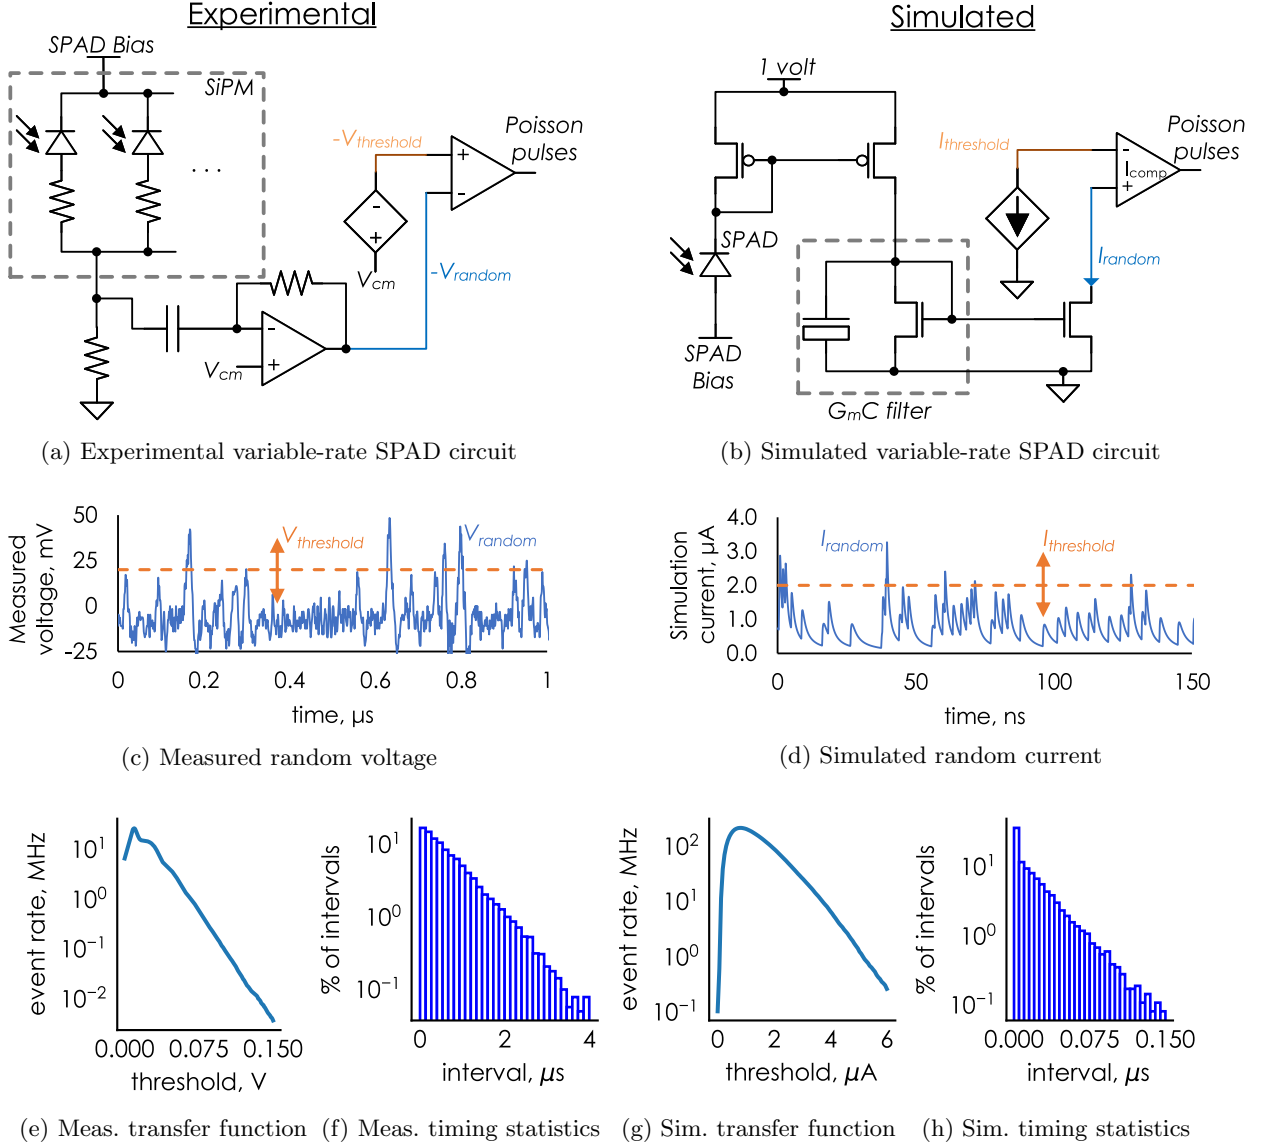 Experimental
Simulated
SPAD Bias
SiPM
. . .
-Vthreshold
+
-
Poisson
pulses
-
+
Vcm
-Vrandom
-
+
Vcm
1 volt
SPAD
SPAD
Bias
GmC filter
Ithreshold
-
Icomp
+
Poisson
pulses
Irandom
(a) Experimental variable-rate SPAD circuit
(b) Simulated variable-rate SPAD circuit
Measured
voltage, mV
50
25
0
-25
Vthreshold
Vrandom
0 0.2 0.4 0.6 0.8 1
time, µs
(c) Measured random voltage
Simulation
current, µA
4.0
3.0
2.0
1.0
0.0
Irandom
Ithreshold
0 50 100 150
time, ns
(d) Simulated random current
event rate, MHz
10^1
10^0
10^-1
10^-2
0.000 0.075 0.150
threshold, V
% of intervals
10^1
10^0
10^-1
0 2 4
interval, µs
event rate, MHz
10^2
10^1
10^0
10^-1
0 2 4 6
threshold, µA
% of intervals
10^1
10^0
10^-1
0.000 0.075 0.150
interval, µs
(e) Meas. transfer function
(f) Meas. timing statistics
(g) Sim. transfer function
(h) Sim. timing statistics